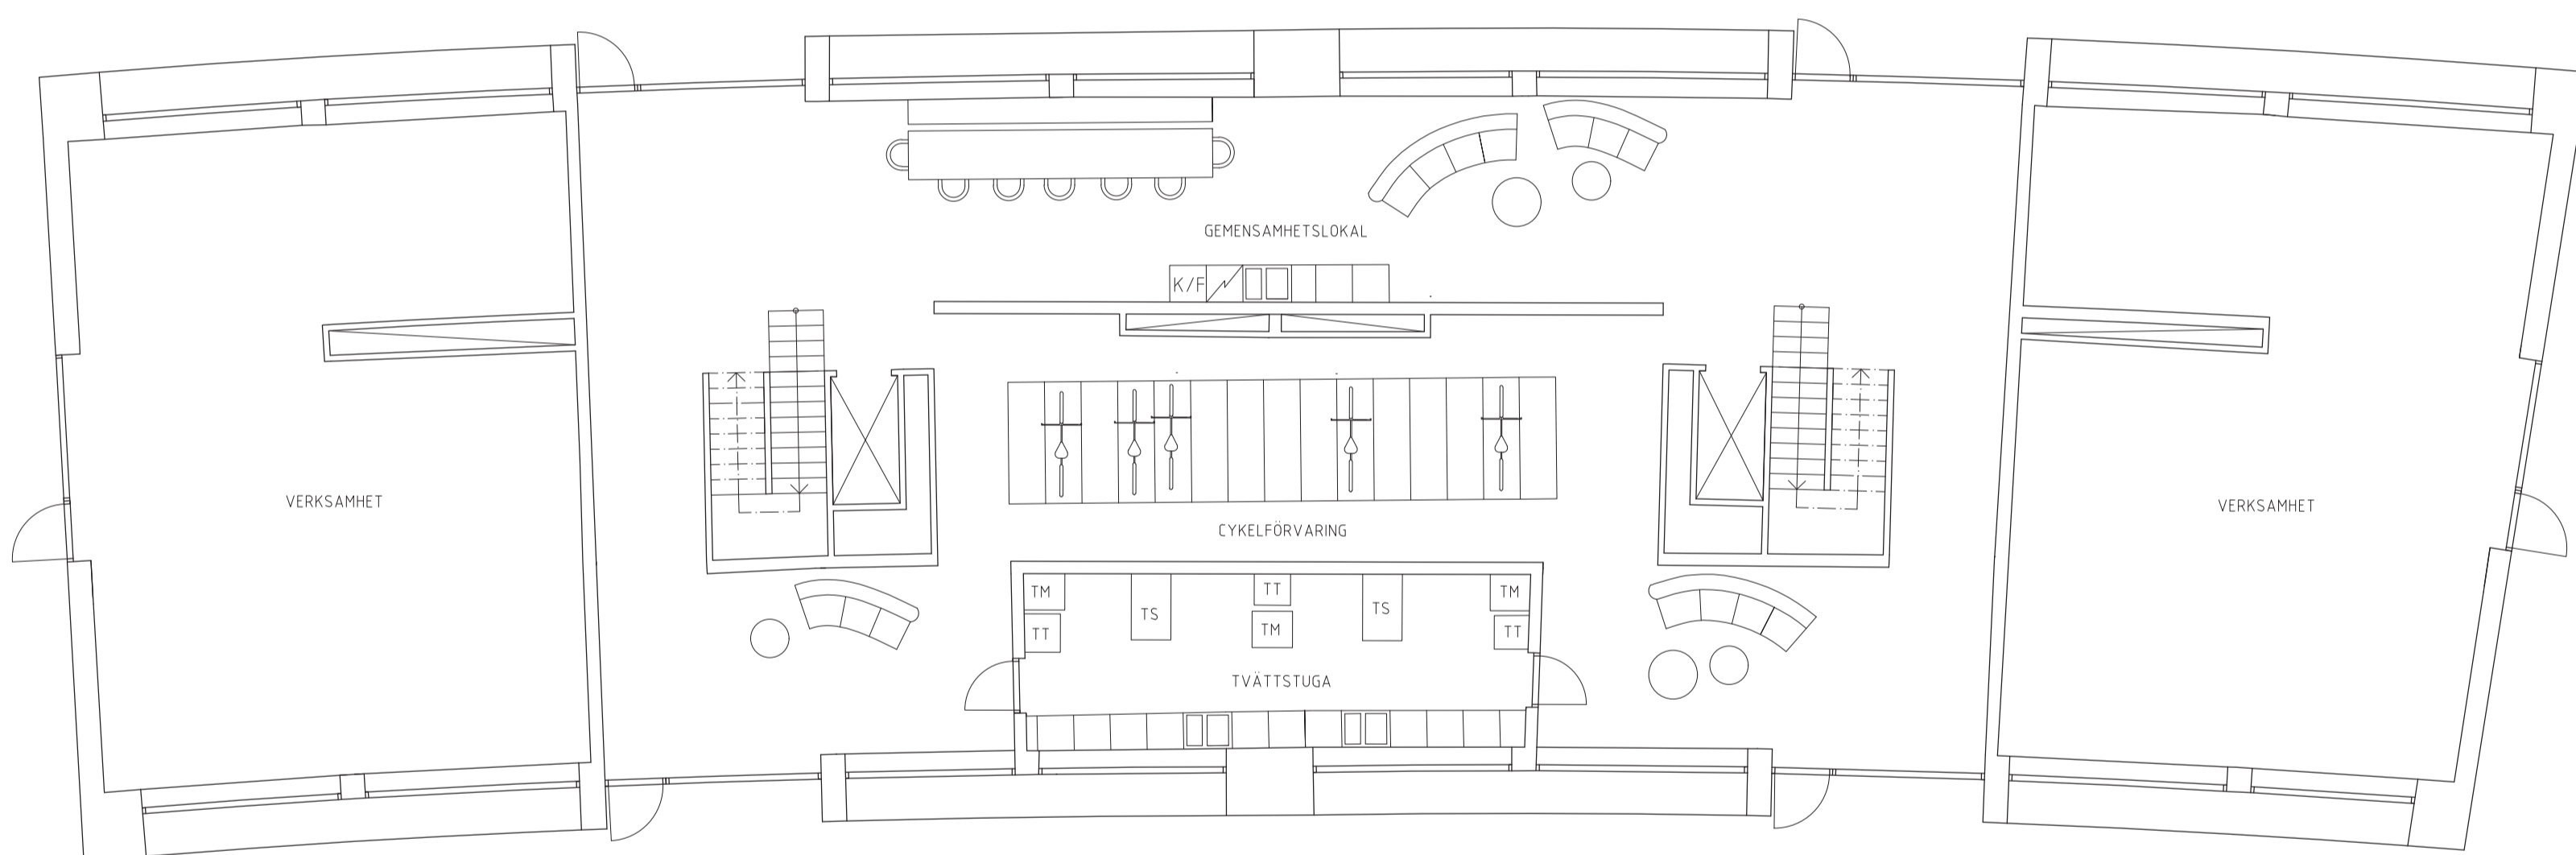 GEMENSAMHETSLOKAL
K/F
VERKSAMHET
VERKSAMHET
CYKELFÖRVARING
TM
TS
TT
TS
TM
TT
TM
TT
TVÄTTSTUGA